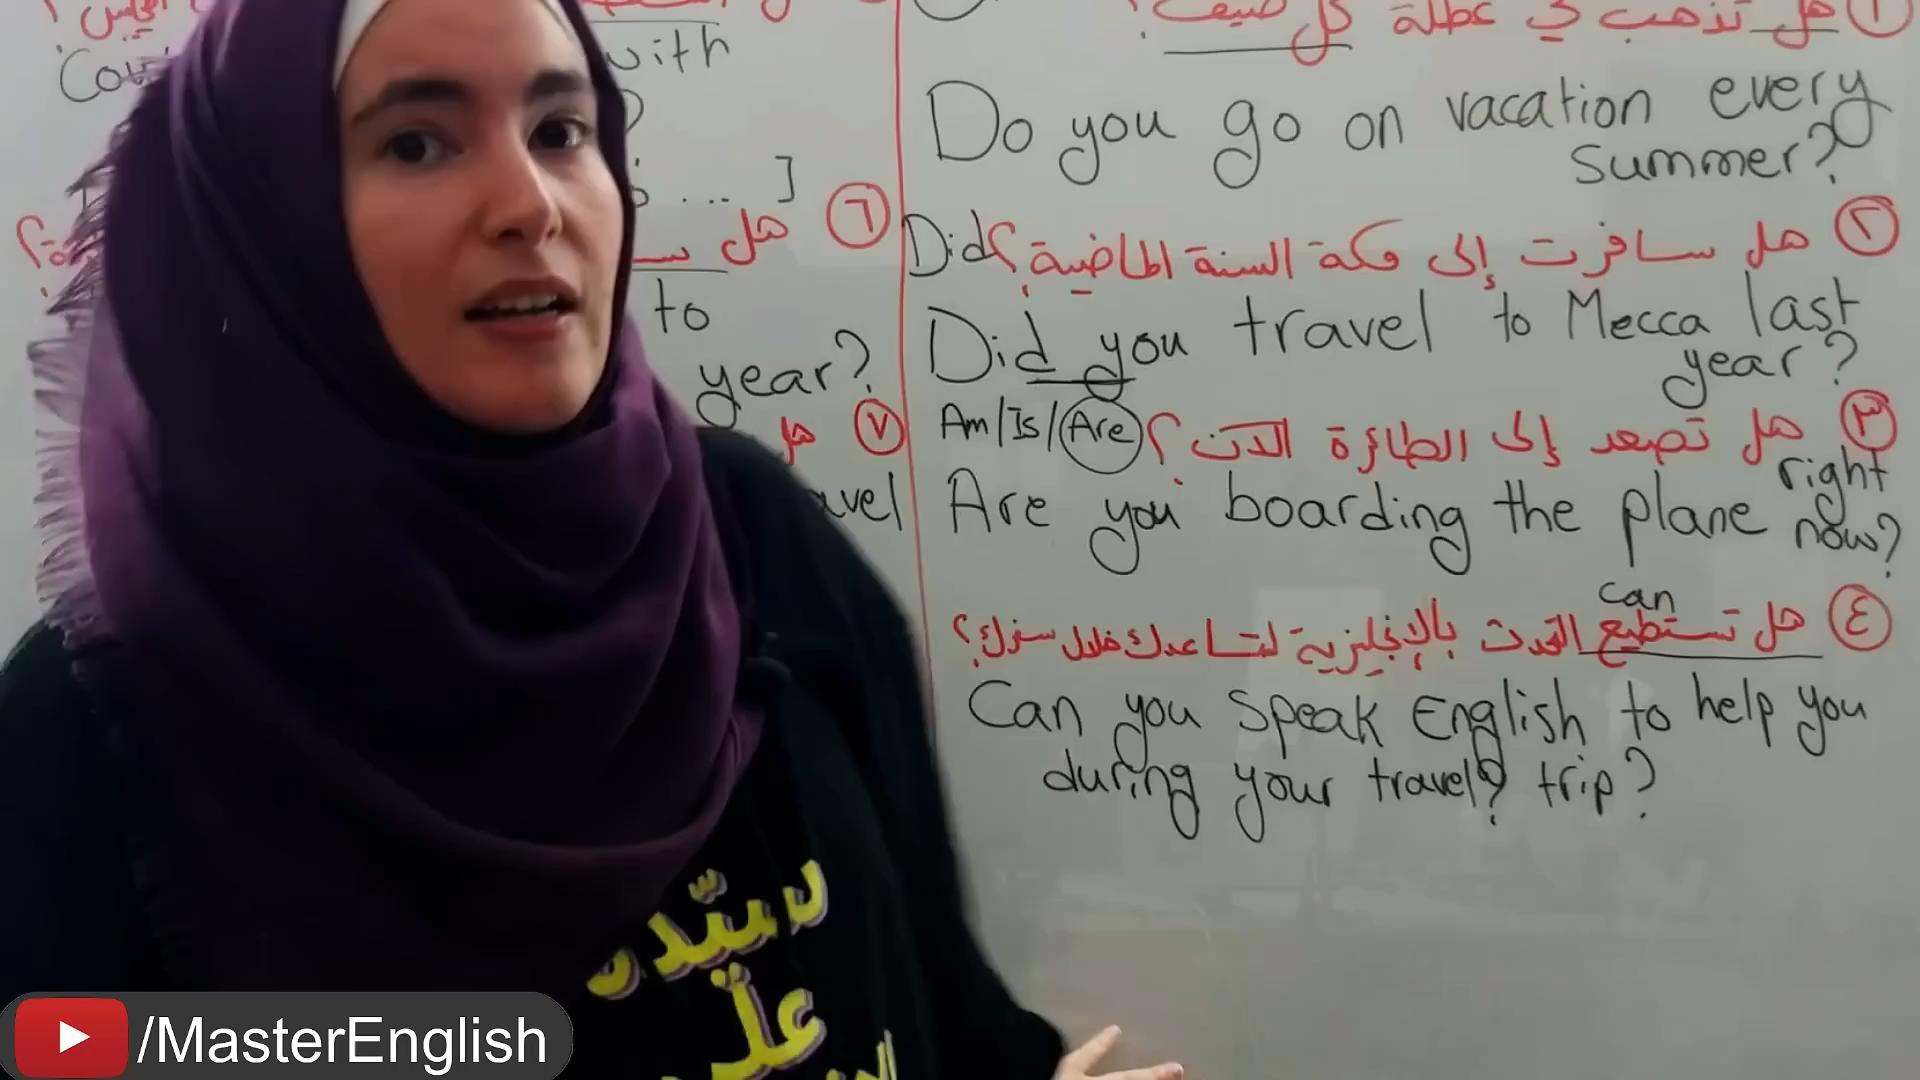 ١ هل تذهب في عطلة كل صيف؟
Do you go on vacation every
summer?
٢ هل سافرت إلى مكة السنة الماضية؟ Did
Did you travel to Mecca last
year?
٣ هل تصعد إلى الطائرة الآن؟ Am/Is/Are
Are you boarding the plane right
now?
can
٤ هل تستطيع التحدث بالإنجليزية لتساعدك خلال سفرك؟
Can you speak English to help you
during your travel? trip?
with
?
... ]
٦ هل
to
year?
٧ هل
علّم
/MasterEnglish